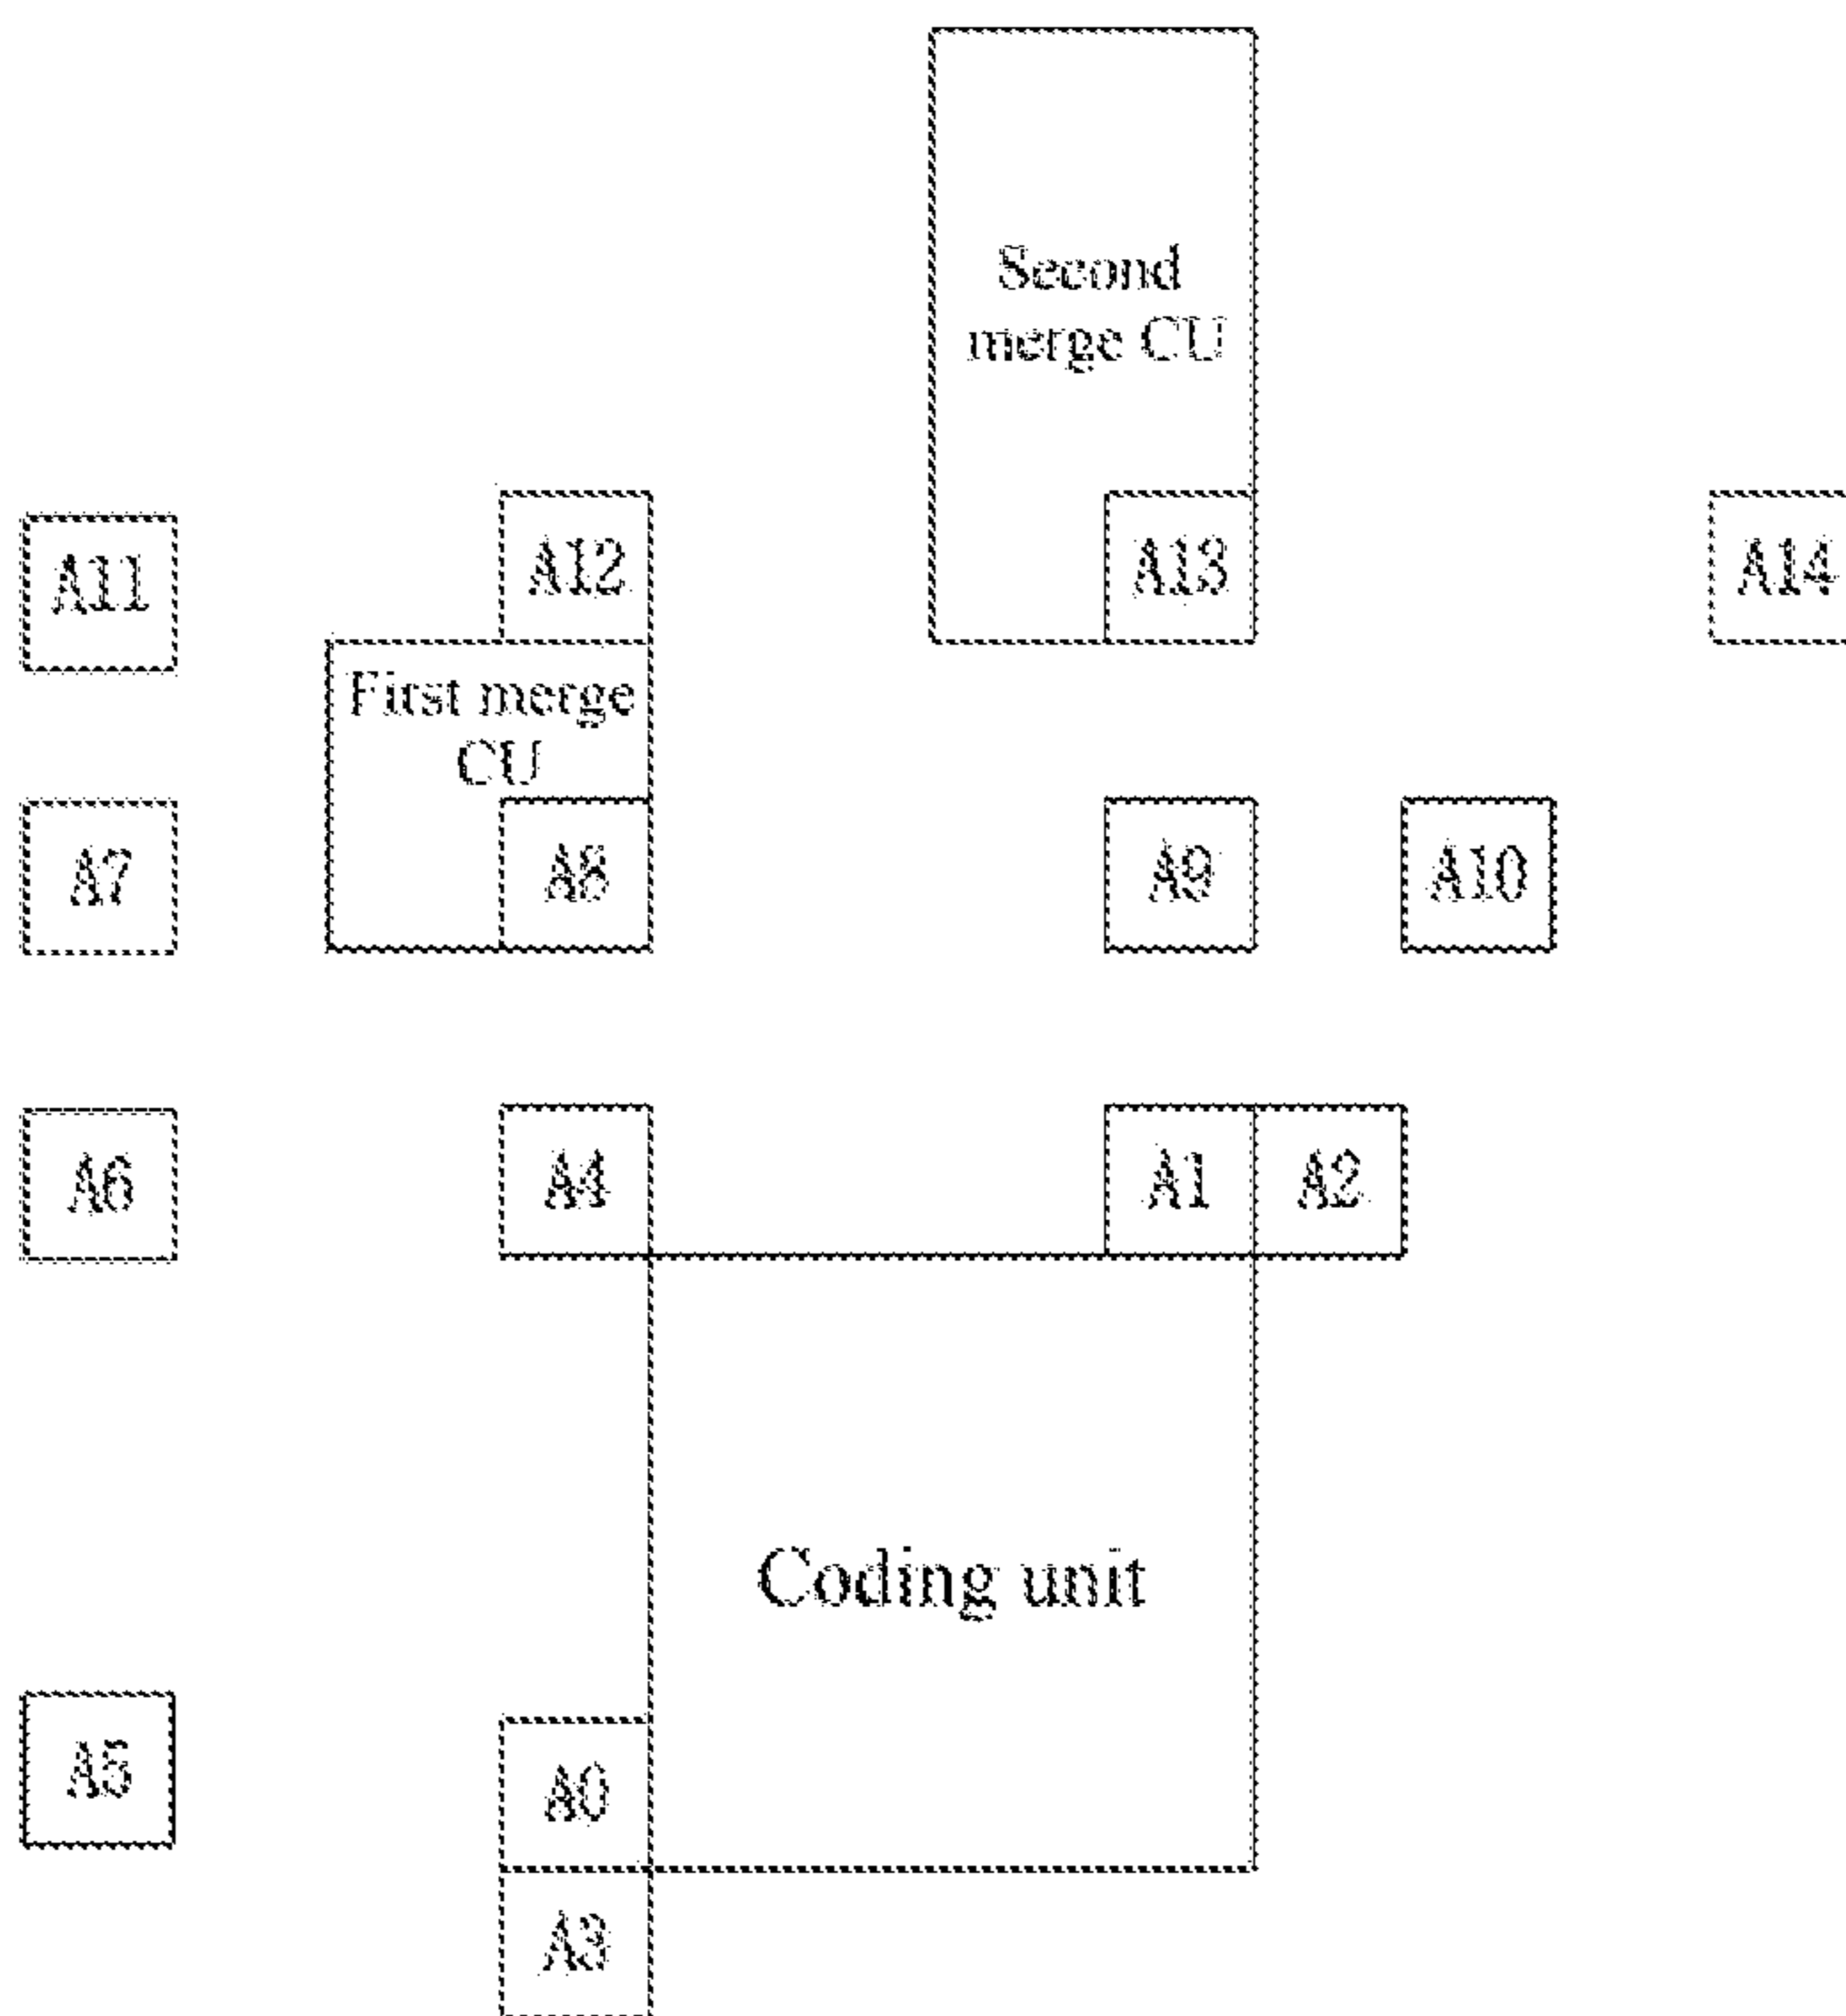 Second
merge CU
A11
A12
A13
A14
First merge
CU
A7
A8
A9
A10
A6
A4
A1
A2
Coding unit
A5
A0
A3